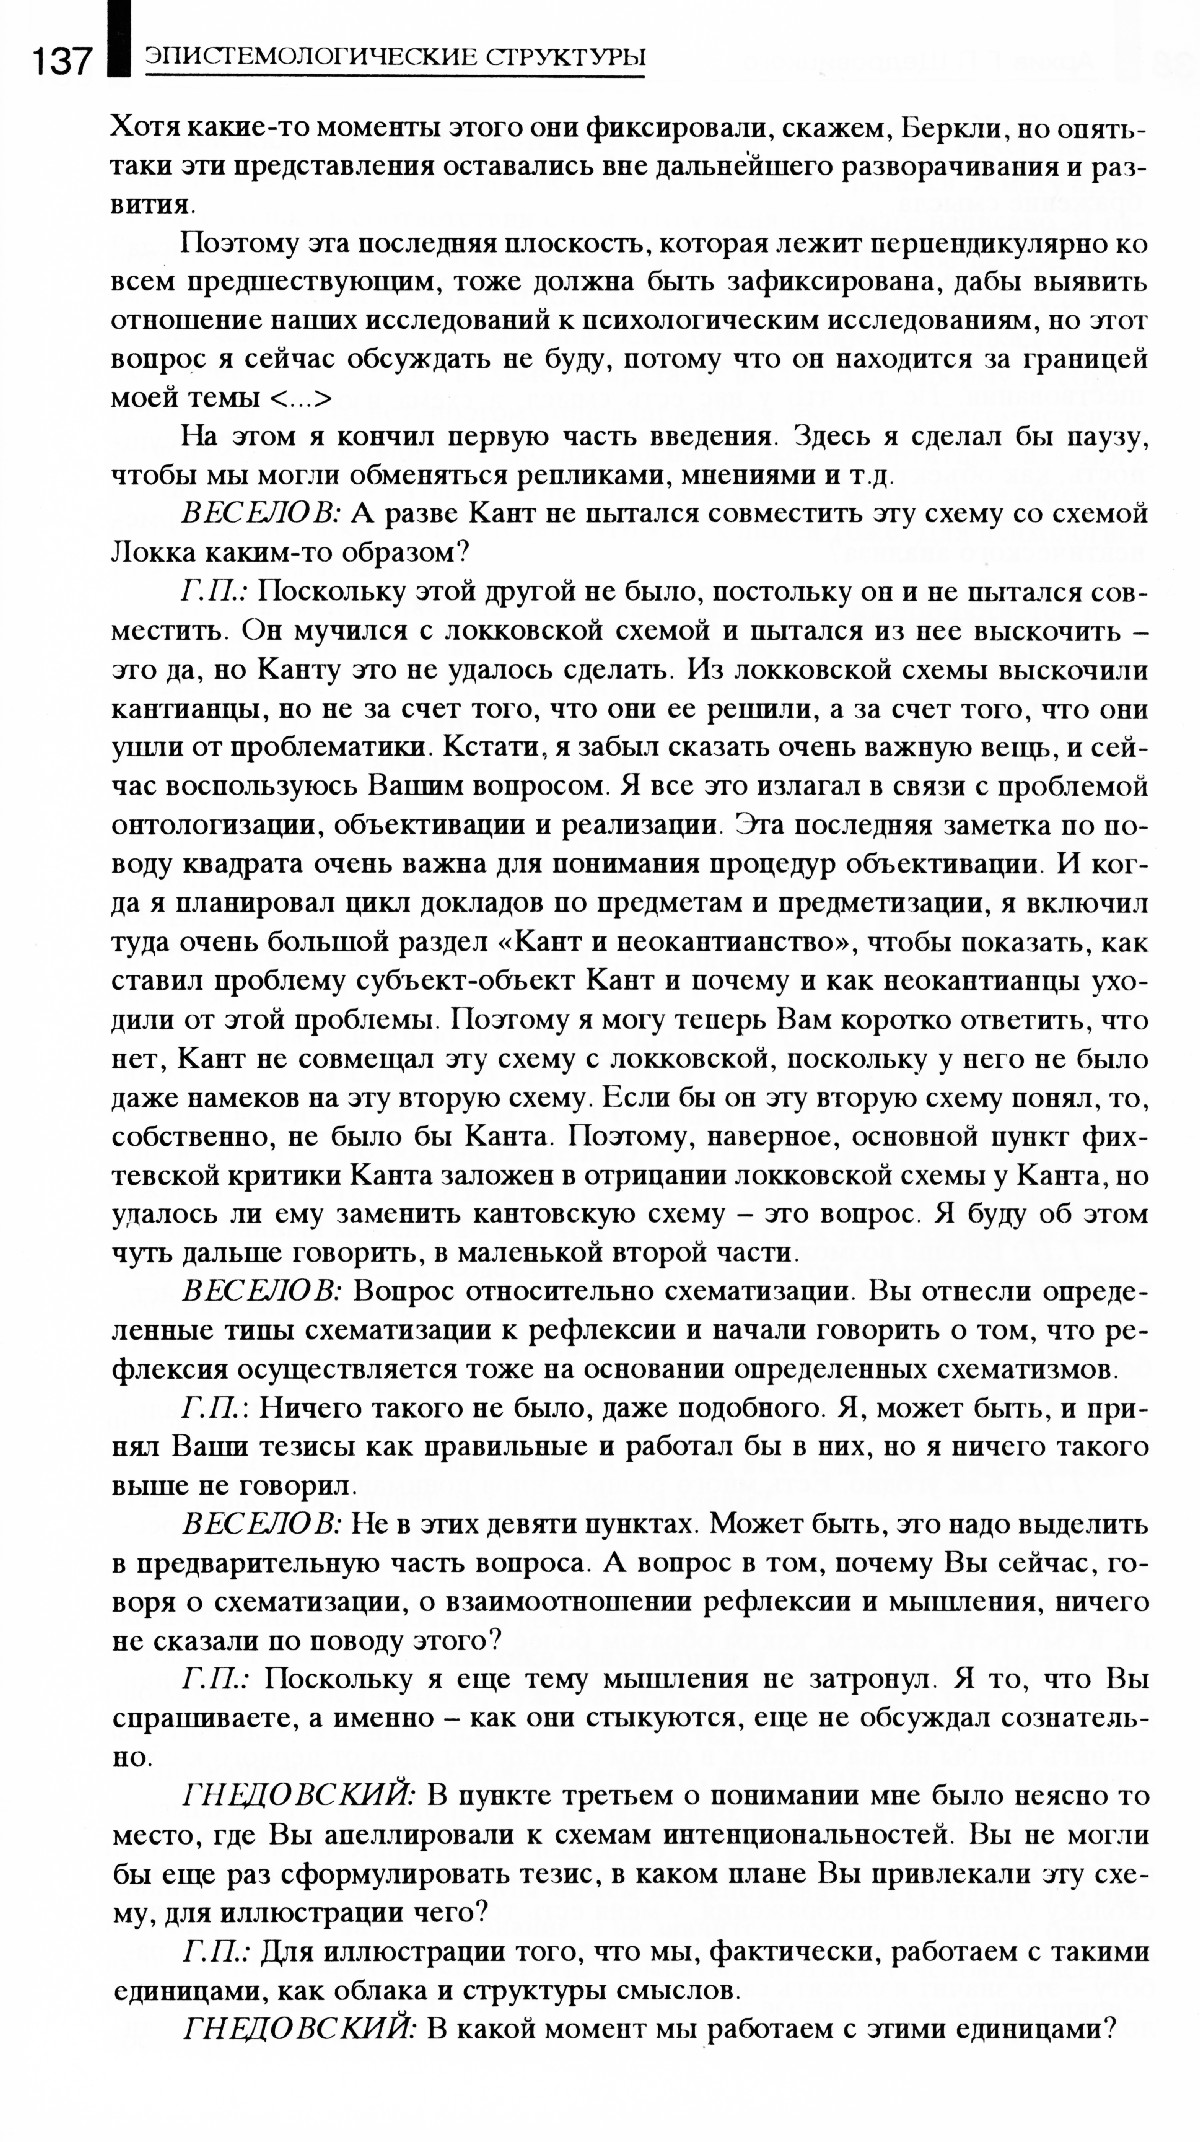 137 ЭПИСТЕМОЛОГИЧЕСКИЕ СТРУКТУРЫ
Хотя какие-то моменты этого они фиксировали, скажем, Беркли, но опять-
таки эти представления оставались вне дальнейшего разворачивания и раз-
вития.
Поэтому эта последняя плоскость, которая лежит перпендикулярно ко
всем предшествующим, тоже должна быть зафиксирована, дабы выявить
отношение наших исследований к психологическим исследованиям, но этот
вопрос я сейчас обсуждать не буду, потому что он находится за границей
моей темы <...>
На этом я кончил первую часть введения. Здесь я сделал бы паузу,
чтобы мы могли обменяться репликами, мнениями и т.д.
ВЕСЕЛОВ: А разве Кант не пытался совместить эту схему со схемой
Локка каким-то образом?
Г.П.: Поскольку этой другой не было, постольку он и не пытался сов-
местить. Он мучился с локковской схемой и пытался из нее выскочить –
это да, но Канту это не удалось сделать. Из локковской схемы выскочили
кантианцы, но не за счет того, что они ее решили, а за счет того, что они
ушли от проблематики. Кстати, я забыл сказать очень важную вещь, и сей-
час воспользуюсь Вашим вопросом. Я все это излагал в связи с проблемой
онтологизации, объективации и реализации. Эта последняя заметка по по-
воду квадрата очень важна для понимания процедур объективации. И ког-
да я планировал цикл докладов по предметам и предметизации, я включил
туда очень большой раздел «Кант и неокантианство», чтобы показать, как
ставил проблему субъект-объект Кант и почему и как неокантианцы ухо-
дили от этой проблемы. Поэтому я могу теперь Вам коротко ответить, что
нет, Кант не совмещал эту схему с локковской, поскольку у него не было
даже намеков на эту вторую схему. Если бы он эту вторую схему понял, то,
собственно, не было бы Канта. Поэтому, наверное, основной пункт фих-
тевской критики Канта заложен в отрицании локковской схемы у Канта, но
удалось ли ему заменить кантовскую схему – это вопрос. Я буду об этом
чуть дальше говорить, в маленькой второй части.
ВЕСЕЛОВ: Вопрос относительно схематизации. Вы отнесли опреде-
ленные типы схематизации к рефлексии и начали говорить о том, что ре-
флексия осуществляется тоже на основании определенных схематизмов.
Г.П.: Ничего такого не было, даже подобного. Я, может быть, и при-
нял Ваши тезисы как правильные и работал бы в них, но я ничего такого
выше не говорил.
ВЕСЕЛОВ: Не в этих девяти пунктах. Может быть, это надо выделить
в предварительную часть вопроса. А вопрос в том, почему Вы сейчас, го-
воря о схематизации, о взаимоотношении рефлексии и мышления, ничего
не сказали по поводу этого?
Г.П.: Поскольку я еще тему мышления не затронул. Я то, что Вы
спрашиваете, а именно – как они стыкуются, еще не обсуждал сознатель-
но.
ГНЕДОВСКИЙ: В пункте третьем о понимании мне было неясно то
место, где Вы апеллировали к схемам интенциональностей. Вы не могли
бы еще раз сформулировать тезис, в каком плане Вы привлекали эту схе-
му, для иллюстрации чего?
Г.П.: Для иллюстрации того, что мы, фактически, работаем с такими
единицами, как облака и структуры смыслов.
ГНЕДОВСКИЙ: В какой момент мы работаем с этими единицами?